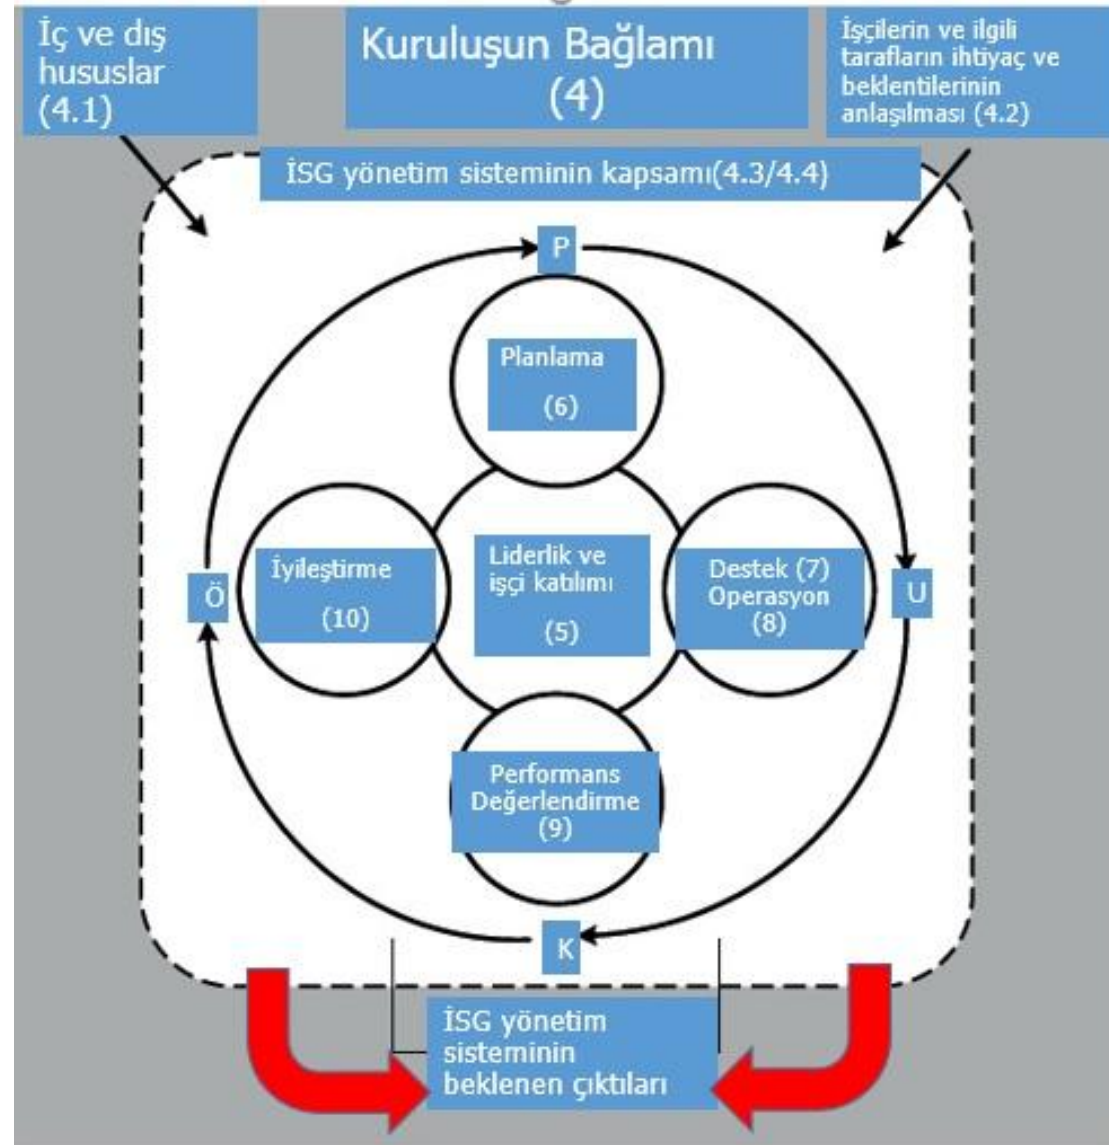 İç ve dış
hususlar
(4.1)
Kuruluşun Bağlamı
(4)
İşçilerin ve ilgili
tarafların ihtiyaç ve
beklentilerinin
anlaşılması (4.2)
İSG yönetim sisteminin kapsamı(4.3/4.4)
P
Planlama
(6)
Ö
İyileştirme
(10)
Liderlik ve
işçi katılımı
(5)
Destek (7)
Operasyon
(8)
U
Performans
Değerlendirme
(9)
K
İSG yönetim
sisteminin
beklenen çıktıları